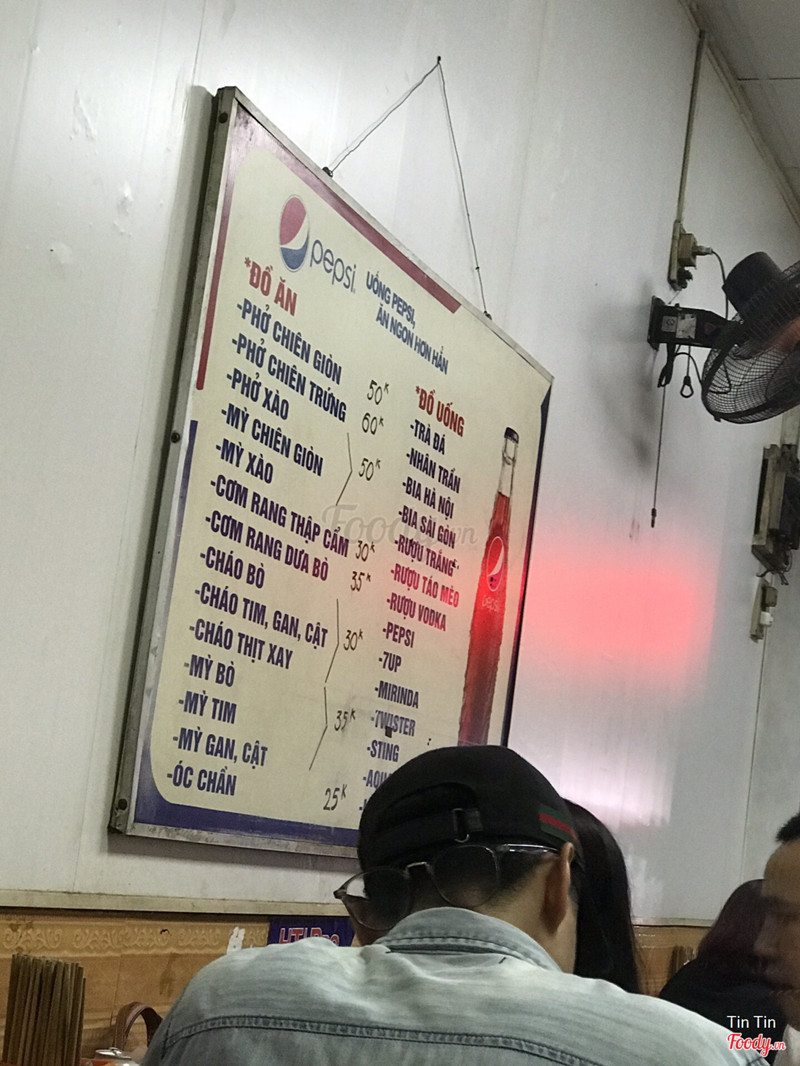 pepsi
UỐNG PEPSI,
ĂN NGON HƠN HẲN
*ĐỒ ĂN
-PHỞ CHIÊN GIÒN 50K
-PHỞ CHIÊN TRỨNG 60K
-PHỞ XÀO
-MỲ CHIÊN GIÒN 50K
-MỲ XÀO
-CƠM RANG THẬP CẨM 30K
-CƠM RANG DƯA BÒ 35K
-CHÁO BÒ
-CHÁO TIM, GAN, CẬT 30K
-CHÁO THỊT XAY
-MỲ BÒ
-MỲ TIM 35K
-MỲ GAN, CẬT
-ÓC CHẦN 25K
*ĐỒ UỐNG
-TRÀ ĐÁ
-NHÂN TRẦN
-BIA HÀ NỘI
-BIA SÀI GÒN
-RƯỢU TRẮNG
-RƯỢU TÁO MÈO
-RƯỢU VODKA
-PEPSI
-7UP
-MIRINDA
-TWISTER
-STING
pepsi
Foody.vn
Tin Tin
Foody.vn